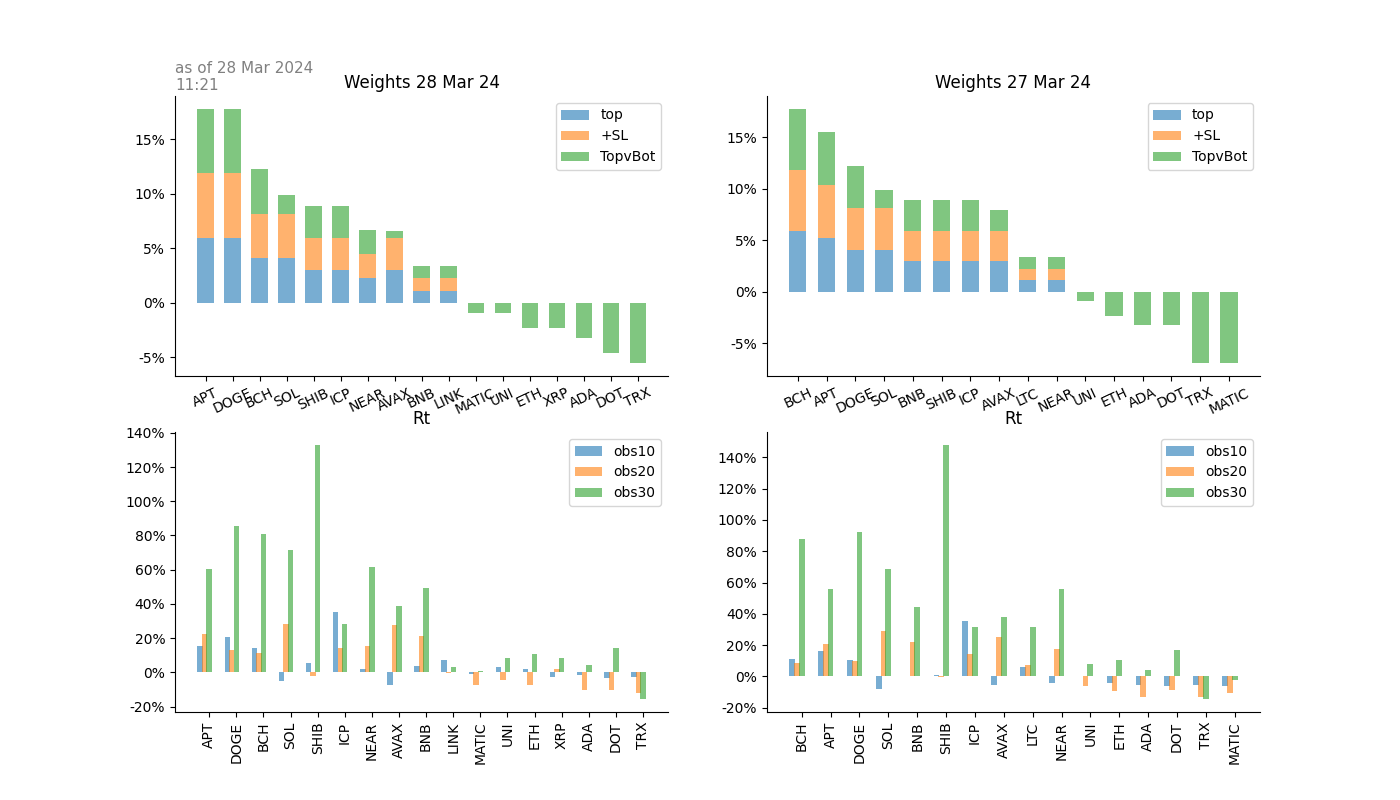 as of 28 Mar 2024
11:21
Weights 28 Mar 24
top
+SL
TopvBot
15%
10%
5%
0%
-5%
APT DOGE BCH SOL SHIB ICP NEAR AVAX BNB LINK MATIC UNI ETH XRP ADA DOT TRX
Weights 27 Mar 24
top
+SL
TopvBot
15%
10%
5%
0%
-5%
BCH APT DOGE SOL BNB SHIB ICP AVAX LTC NEAR UNI ETH ADA DOT TRX MATIC
Rt
obs10
obs20
obs30
140%
120%
100%
80%
60%
40%
20%
0%
-20%
APT DOGE BCH SOL SHIB ICP NEAR AVAX BNB LINK MATIC UNI ETH XRP ADA DOT TRX
Rt
obs10
obs20
obs30
140%
120%
100%
80%
60%
40%
20%
0%
-20%
BCH APT DOGE SOL BNB SHIB ICP AVAX LTC NEAR UNI ETH ADA DOT TRX MATIC